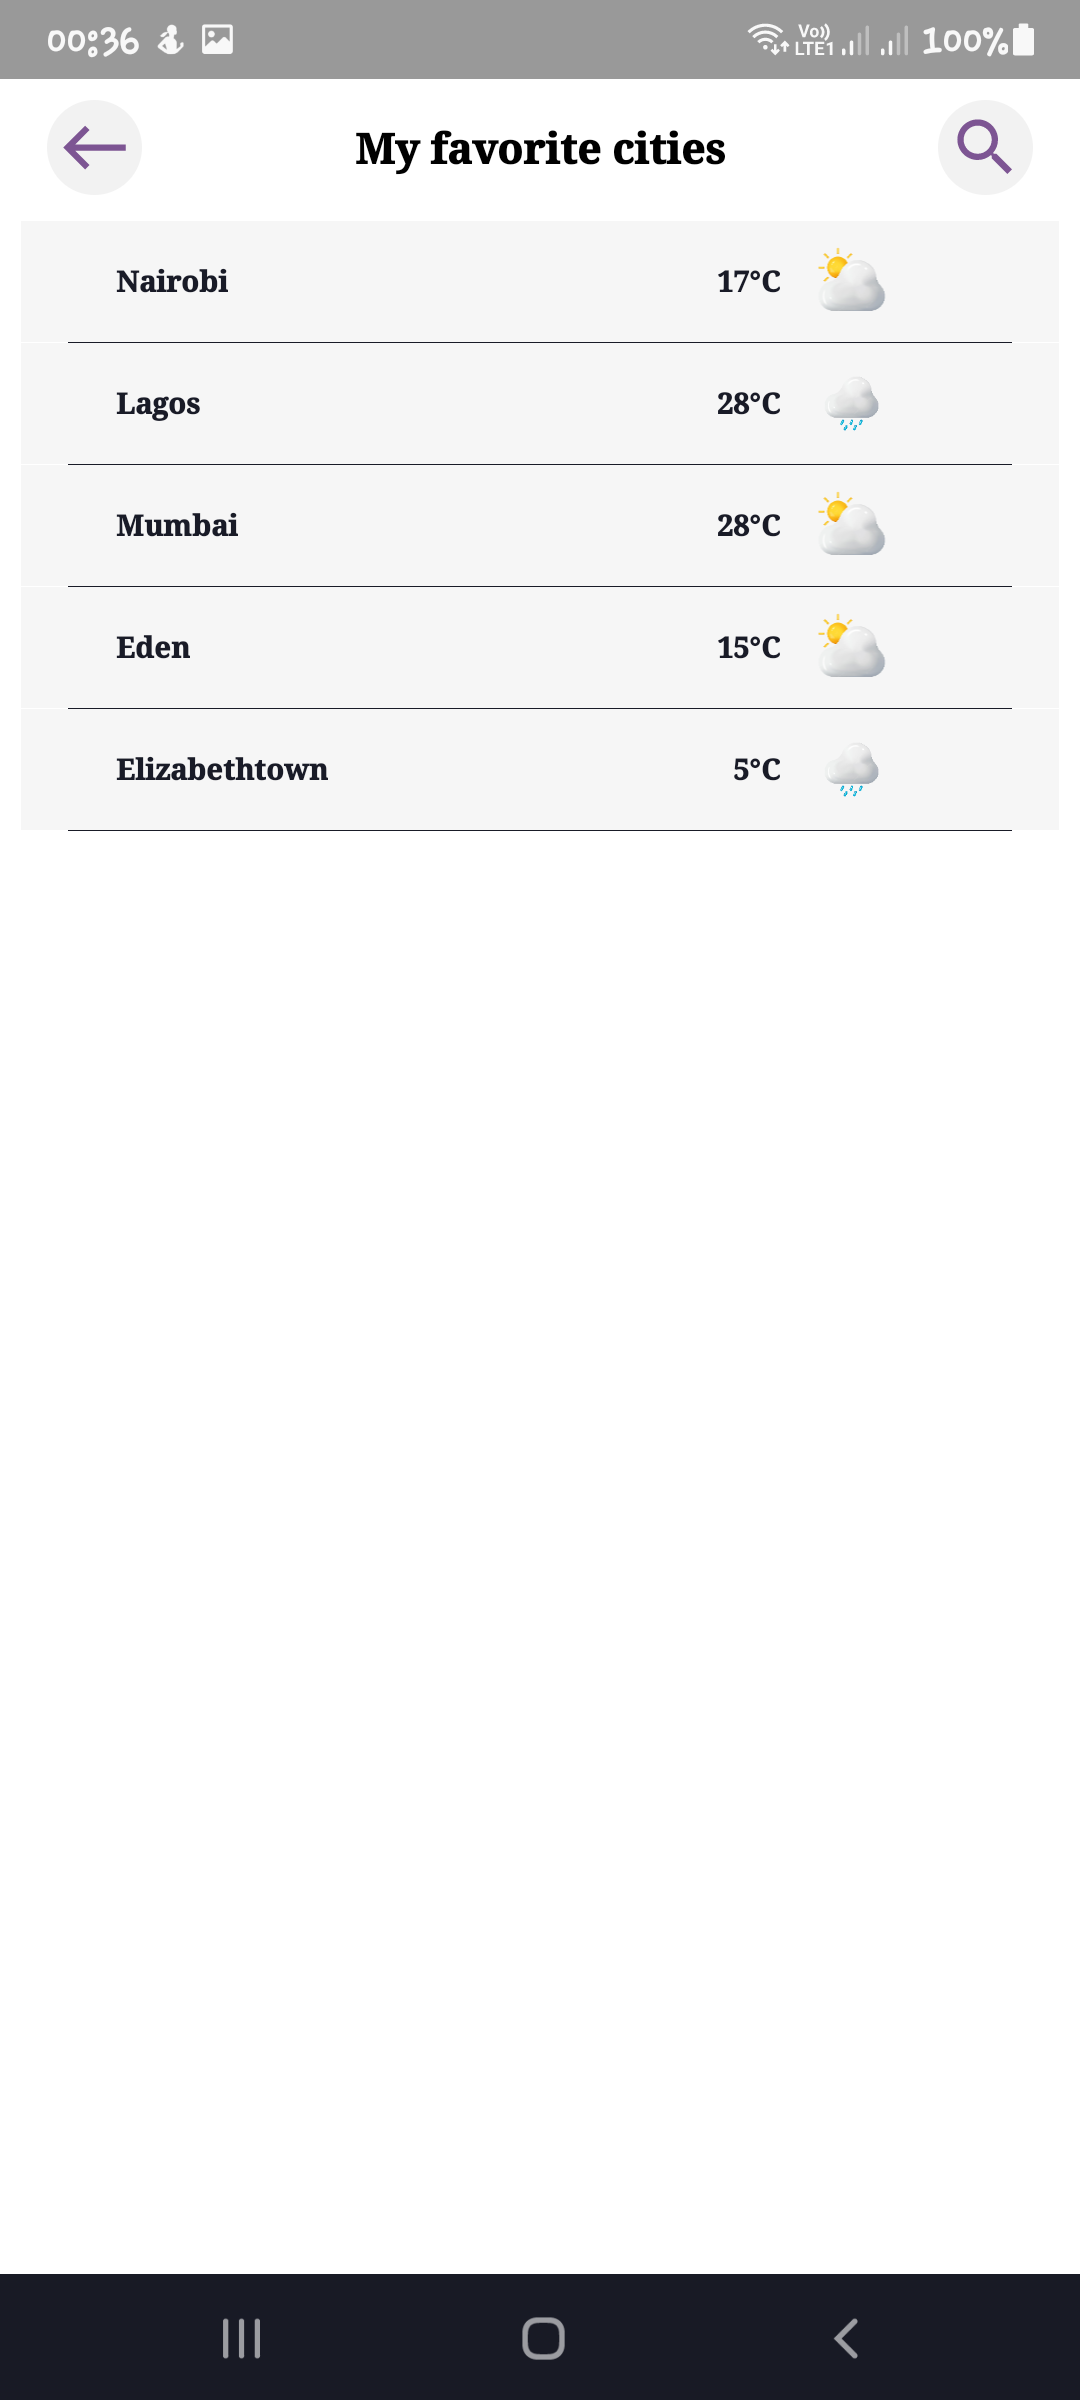 00:36 Vo)) LTE1 100%
My favorite cities
Nairobi 17°C
Lagos 28°C
Mumbai 28°C
Eden 15°C
Elizabethtown 5°C